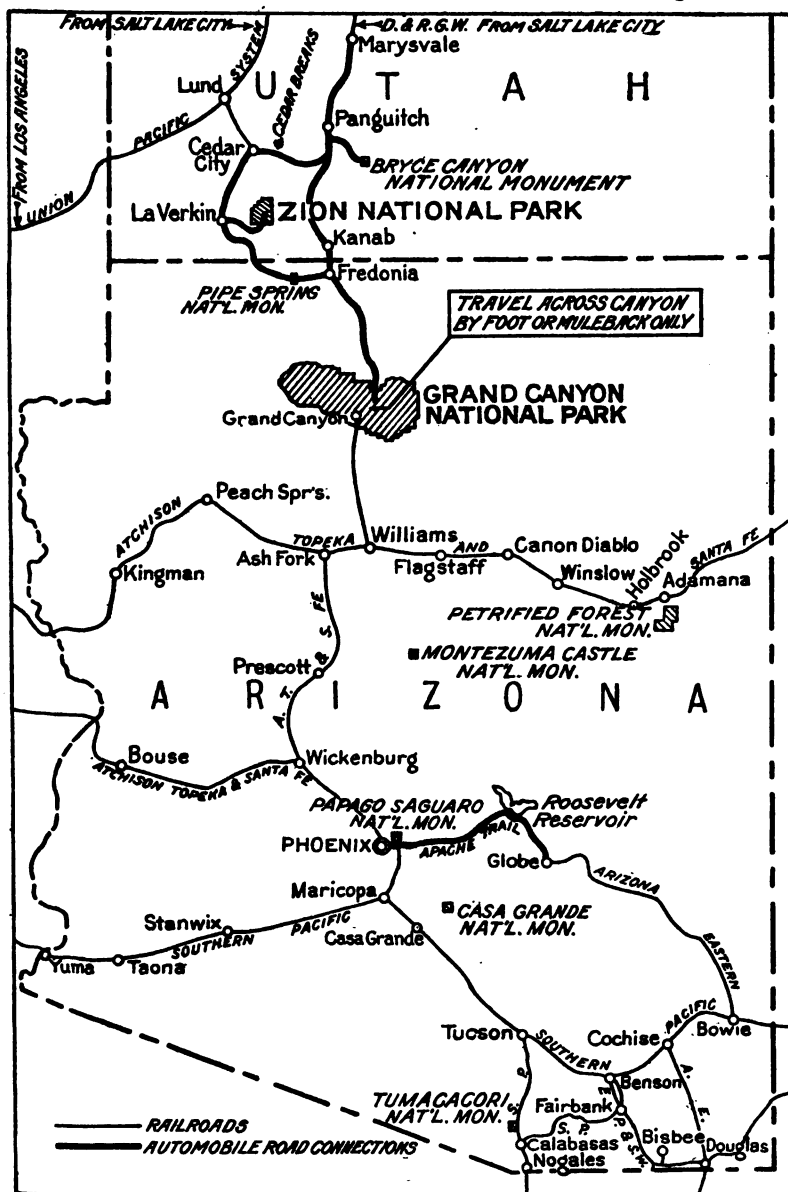 FROM SALT LAKE CITY
D. & R.G.W. FROM SALT LAKE CITY
Marysvale
FROM LOS ANGELES
UNION PACIFIC SYSTEM
UTAH
Lund
CEDAR BREAKS
Panguitch
Cedar
City
BRYCE CANYON
NATIONAL MONUMENT
La Verkin
ZION NATIONAL PARK
Kanab
Fredonia
PIPE SPRING
NAT'L. MON.
TRAVEL ACROSS CANYON
BY FOOT OR MULEBACK ONLY
GRAND CANYON
NATIONAL PARK
Grand Canyon
Peach Spr's.
ATCHISON TOPEKA AND SANTA FE
Williams
Ash Fork
Flagstaff
Canon Diablo
Winslow
Holbrook
Adamana
Kingman
PETRIFIED FOREST
NAT'L. MON.
MONTEZUMA CASTLE
NAT'L. MON.
A. T. & S. FE
Prescott
ARIZONA
Bouse
Wickenburg
ATCHISON TOPEKA & SANTA FE
PAPAGO SAGUARO
NAT'L. MON.
Roosevelt
Reservoir
PHOENIX
APACHE TRAIL
Globe
ARIZONA EASTERN
Maricopa
CASA GRANDE
NAT'L. MON.
Stanwix
SOUTHERN PACIFIC
Casa Grande
Yuma
Taona
Tucson
SOUTHERN PACIFIC
Cochise
Bowie
Benson
A. E.
S. P.
TUMACACORI
NAT'L. MON.
Fairbank
S. P.
E. P. & S. W.
Bisbee
Douglas
Calabasas
Nogales
RAILROADS
AUTOMOBILE ROAD CONNECTIONS